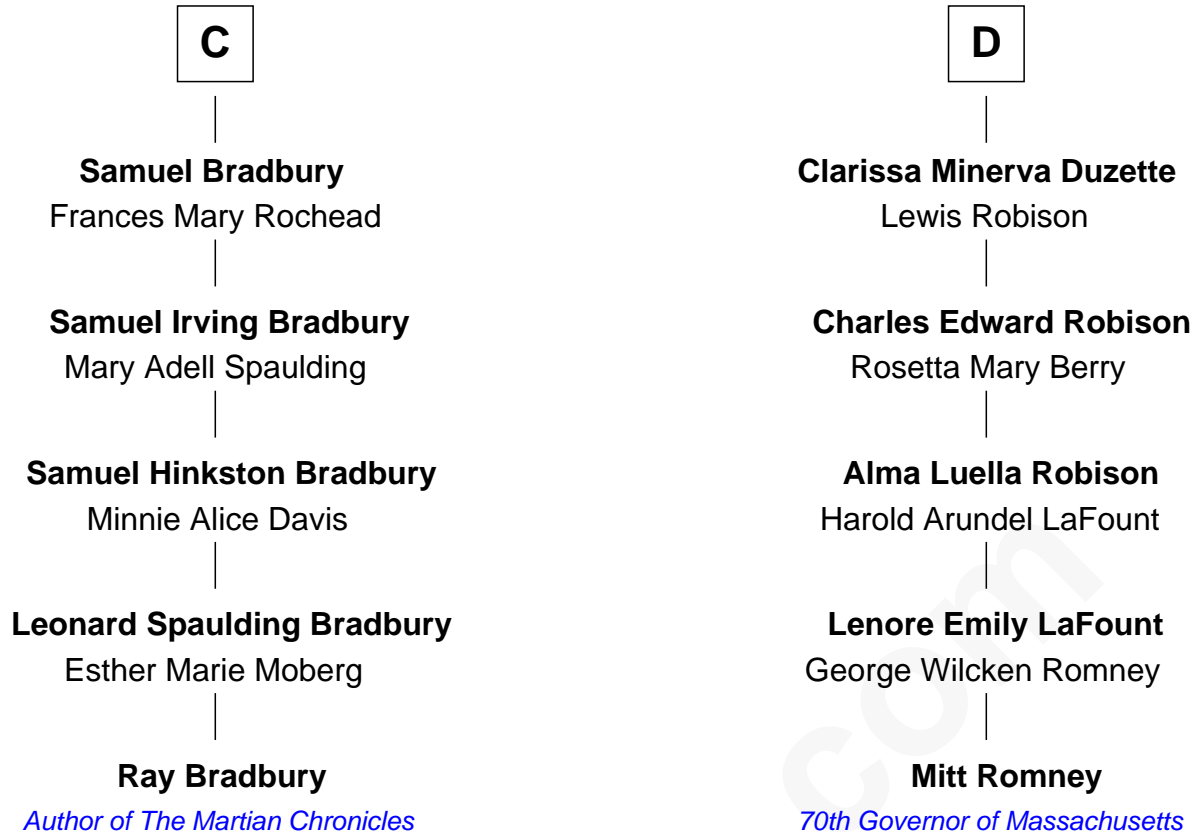 C
Samuel Bradbury
Frances Mary Rochead
Samuel Irving Bradbury
Mary Adell Spaulding
Samuel Hinkston Bradbury
Minnie Alice Davis
Leonard Spaulding Bradbury
Esther Marie Moberg
Ray Bradbury
Author of The Martian Chronicles
D
Clarissa Minerva Duzette
Lewis Robison
Charles Edward Robison
Rosetta Mary Berry
Alma Luella Robison
Harold Arundel LaFount
Lenore Emily LaFount
George Wilcken Romney
Mitt Romney
70th Governor of Massachusetts
com